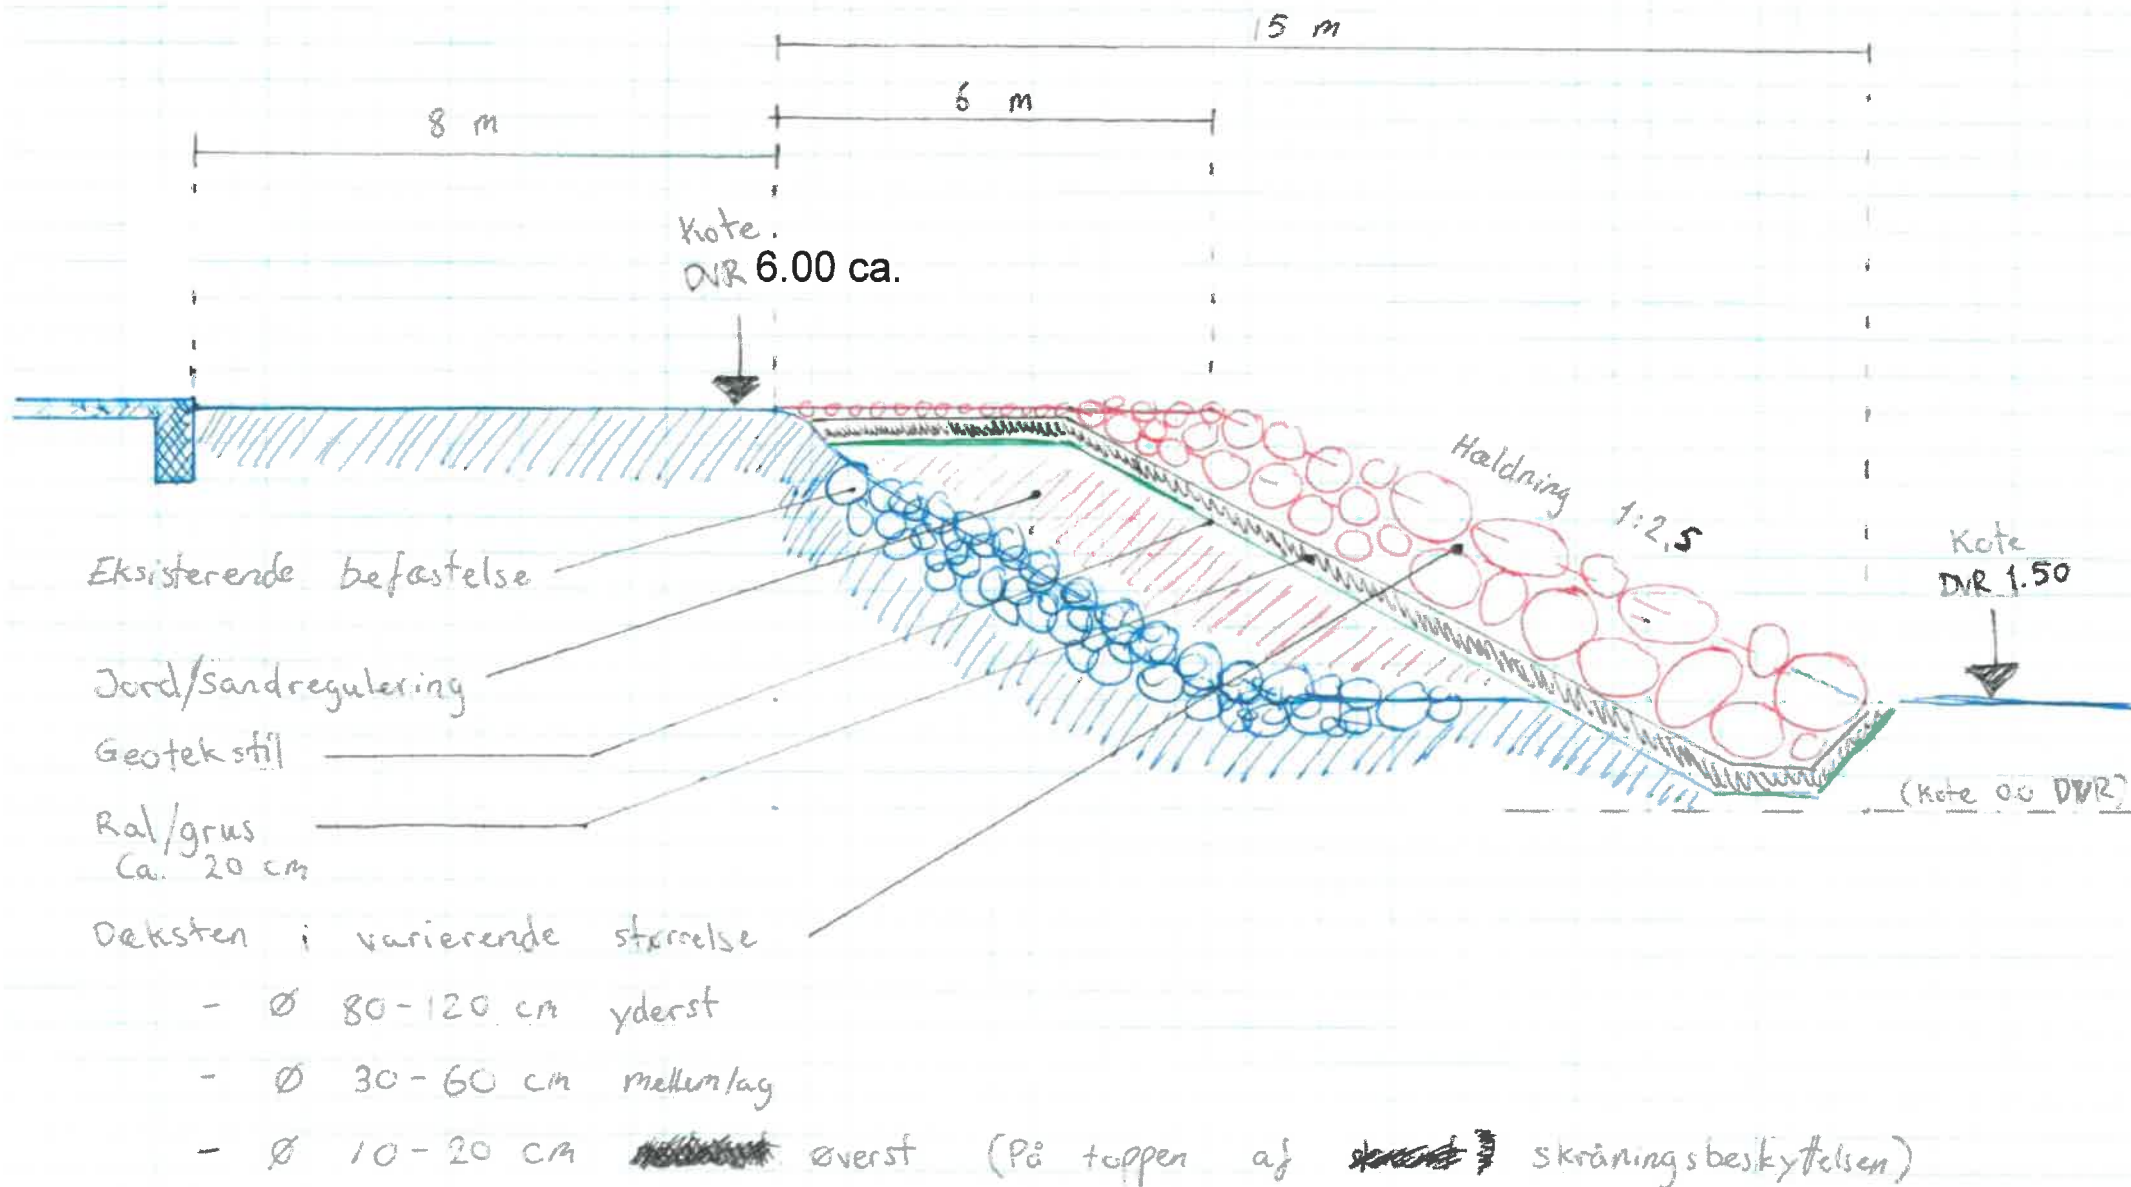 15 m
6 m
8 m
Kote
DVR 6.00 ca.
Hældning 1:2,5
Kote
DVR 1.50
Eksisterende befæstelse
Jord/Sandregulering
Geotekstil
(Kote 0.0 DVR)
Ral/grus
Ca. 20 cm
Dæksten i varierende størrelse
- Ø 80-120 cm yderst
- Ø 30-60 cm mellumlag
- Ø 10-20 cm øverst (På toppen af skråningsbeskyttelsen)